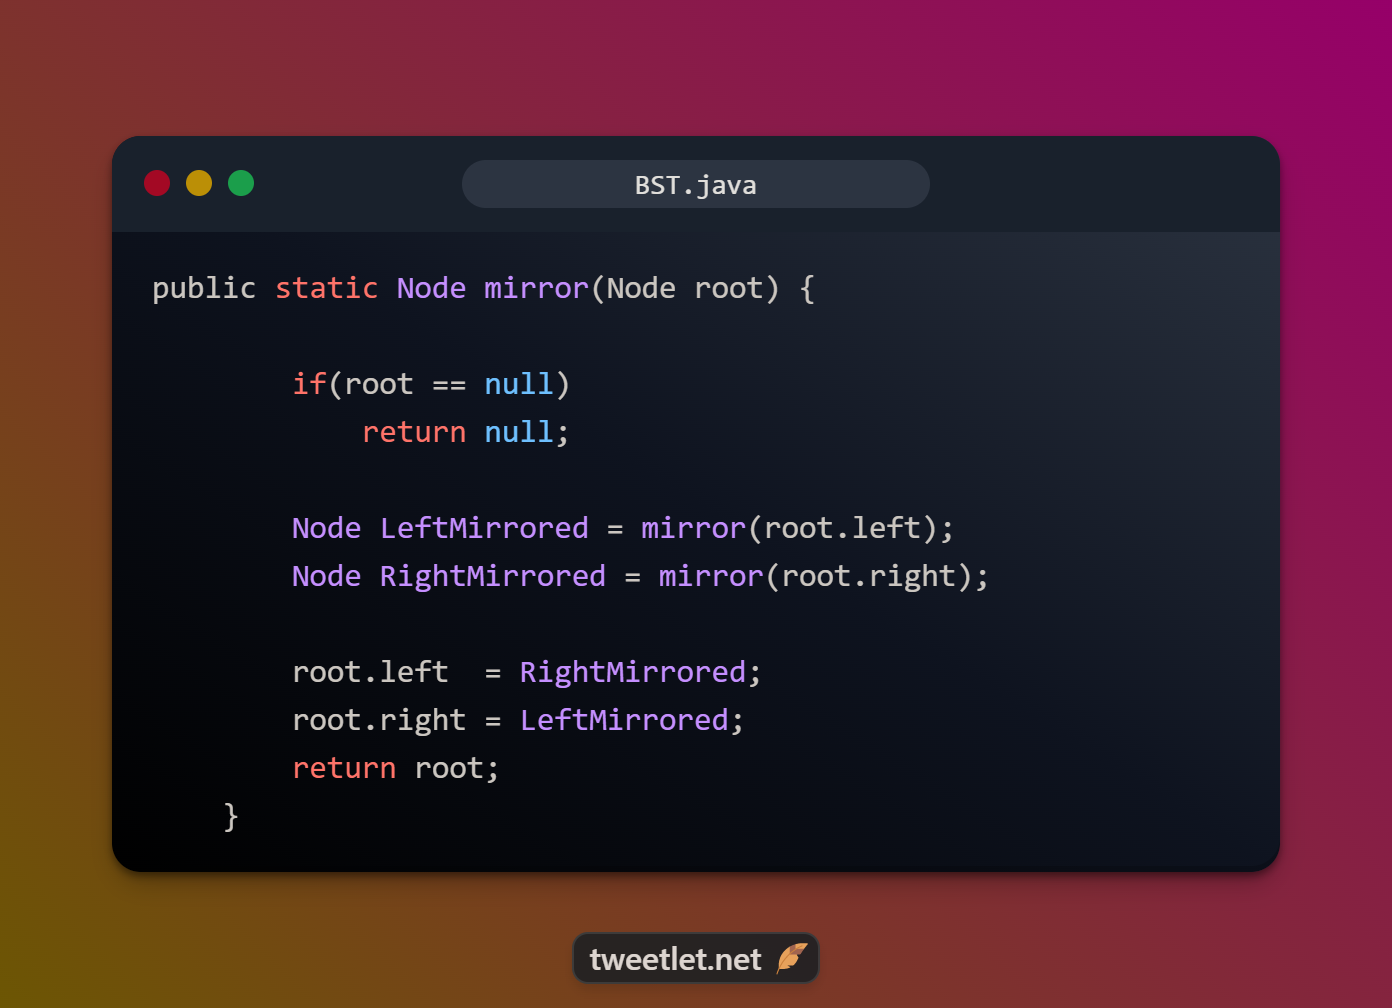 BST.java
public static Node mirror(Node root) {
if(root == null)
return null;
Node LeftMirrored = mirror(root.left);
Node RightMirrored = mirror(root.right);
root.left  = RightMirrored;
root.right = LeftMirrored;
return root;
}
tweetlet.net